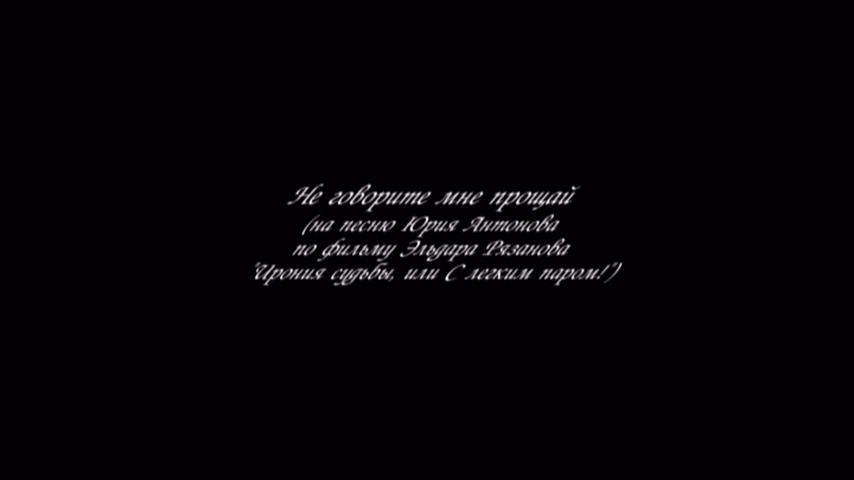 Не говорите мне прощай
(на песню Юрия Антонова
по фильму Эльдара Рязанова
"Ирония судьбы, или С легким паром!")